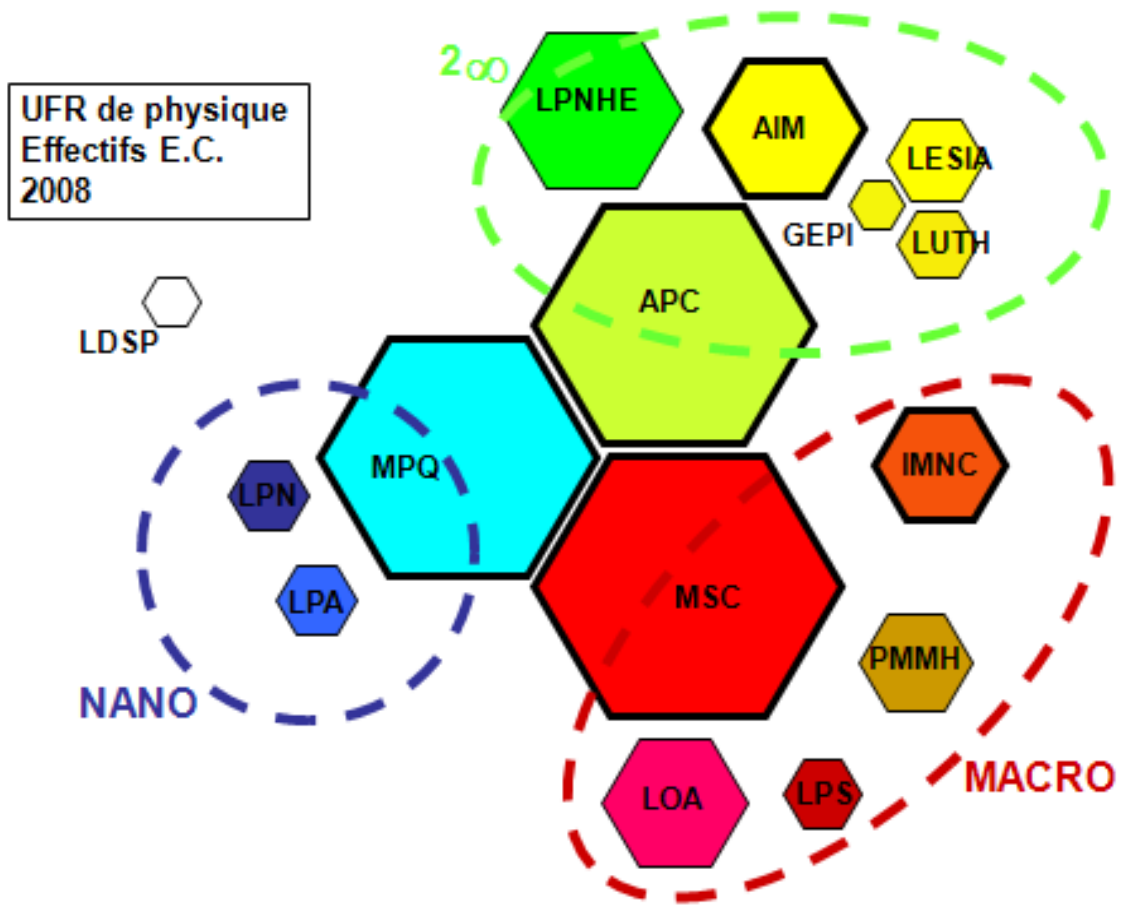 UFR de physique
Effectifs E.C.
2008
2∞
LPNHE
AIM
LESIA
GEPI
LUTH
APC
LDSP
MPQ
IMNC
LPN
LPA
MSC
PMMH
NANO
MACRO
LOA
LPS